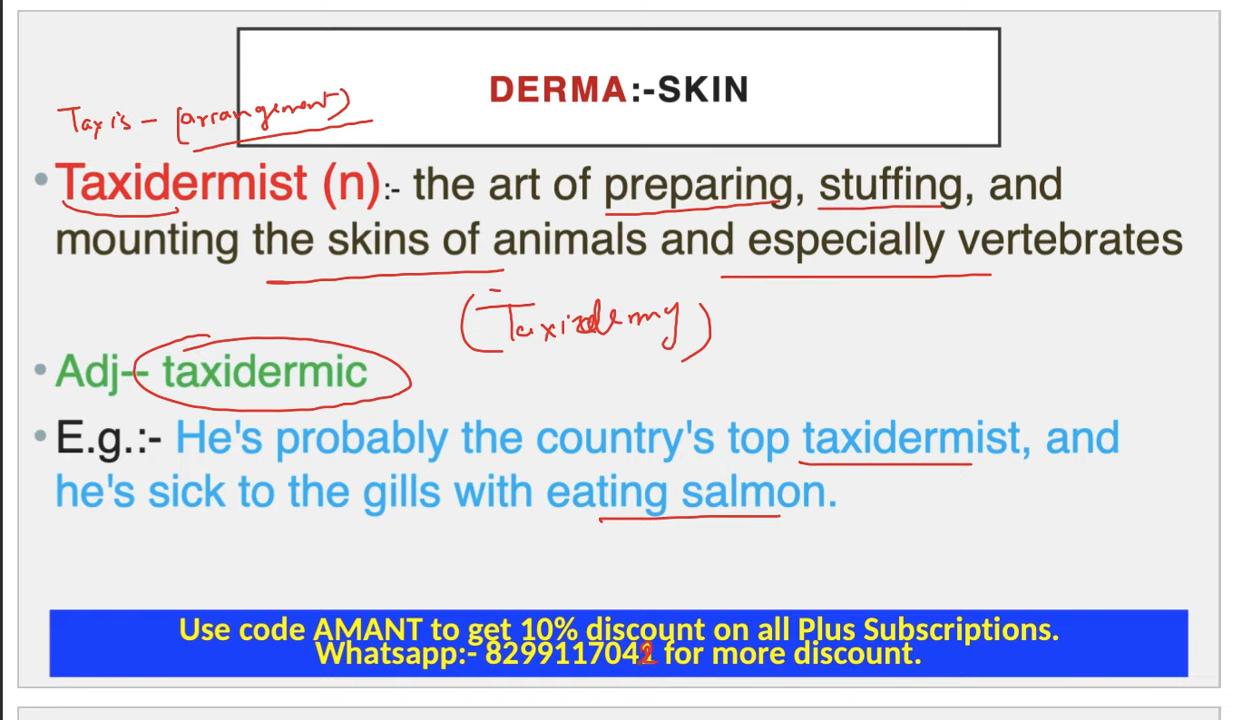 DERMA:-SKIN
Taxis - (arrangement)
• Taxidermist (n):- the art of preparing, stuffing, and
mounting the skins of animals and especially vertebrates
(Taxidermy)
• Adj-- taxidermic
• E.g.:- He's probably the country's top taxidermist, and
he's sick to the gills with eating salmon.
Use code AMANT to get 10% discount on all Plus Subscriptions.
Whatsapp:- for more discount.